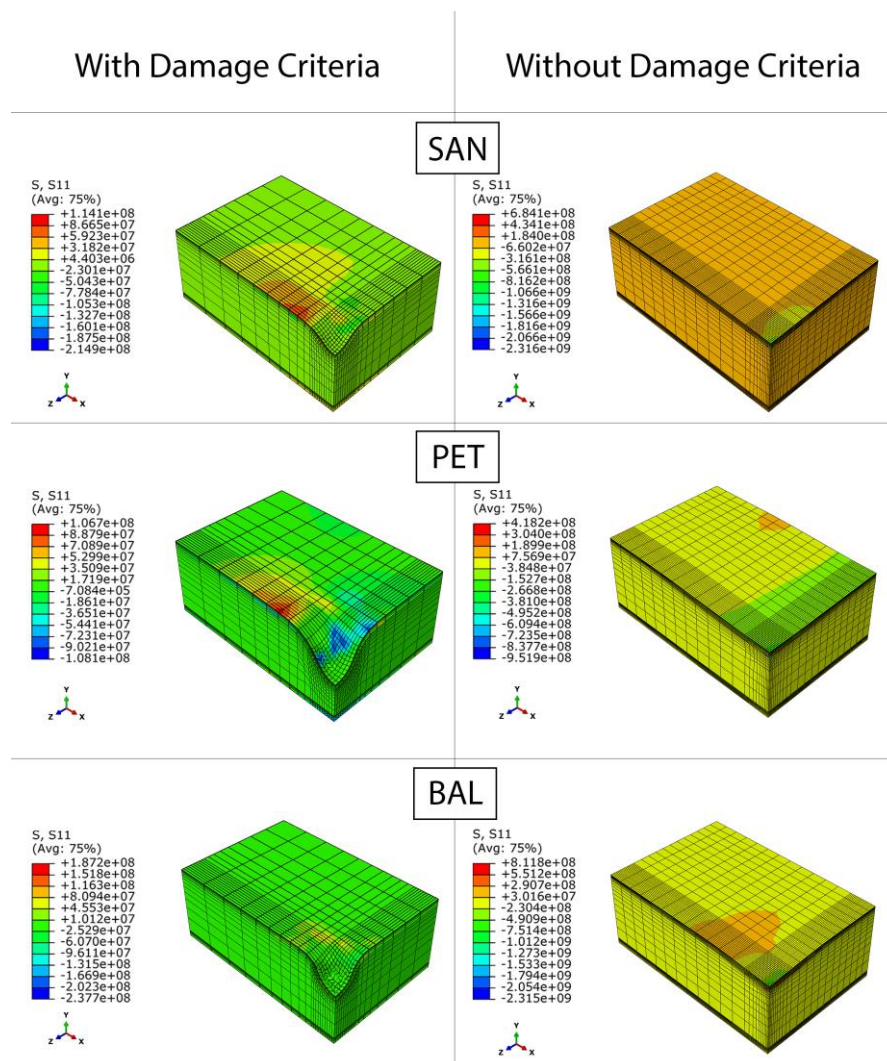 With Damage Criteria
Without Damage Criteria
SAN
S, S11
(Avg: 75%)
+1.141e+08
+8.665e+07
+5.923e+07
+3.182e+07
+4.403e+06
-2.301e+07
-5.043e+07
-7.784e+07
-1.053e+08
-1.327e+08
-1.601e+08
-1.875e+08
-2.149e+08
Y
Z
X
S, S11
(Avg: 75%)
+6.841e+08
+4.341e+08
+1.840e+08
-6.602e+07
-3.161e+08
-5.661e+08
-8.162e+08
-1.066e+09
-1.316e+09
-1.566e+09
-1.816e+09
-2.066e+09
-2.316e+09
Y
Z
X
PET
S, S11
(Avg: 75%)
+1.067e+08
+8.879e+07
+7.089e+07
+5.299e+07
+3.509e+07
+1.719e+07
-7.084e+05
-1.861e+07
-3.651e+07
-5.441e+07
-7.231e+07
-9.021e+07
-1.081e+08
Y
Z
X
S, S11
(Avg: 75%)
+4.182e+08
+3.040e+08
+1.899e+08
+7.569e+07
-3.848e+07
-1.527e+08
-2.668e+08
-3.810e+08
-4.952e+08
-6.094e+08
-7.235e+08
-8.377e+08
-9.519e+08
Y
Z
X
BAL
S, S11
(Avg: 75%)
+1.872e+08
+1.518e+08
+1.163e+08
+8.094e+07
+4.553e+07
+1.012e+07
-2.529e+07
-6.070e+07
-9.611e+07
-1.315e+08
-1.669e+08
-2.023e+08
-2.377e+08
Y
Z
X
S, S11
(Avg: 75%)
+8.118e+08
+5.512e+08
+2.907e+08
+3.016e+07
-2.304e+08
-4.909e+08
-7.514e+08
-1.012e+09
-1.273e+09
-1.533e+09
-1.794e+09
-2.054e+09
-2.315e+09
Y
Z
X